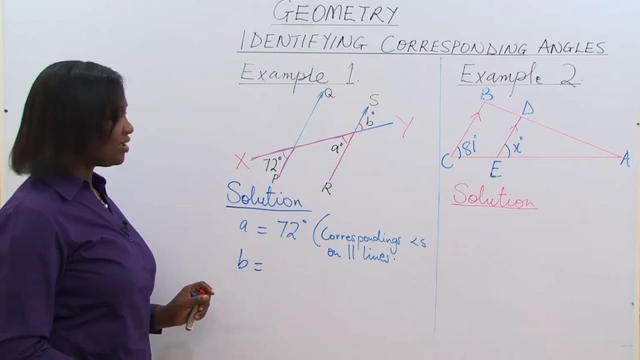 GEOMETRY
IDENTIFYING CORRESPONDING ANGLES
Example 1
Q
S
b°
Y
a°
X
72°
P
R
Solution
a = 72° (Correspondings <s
on || lines.
b =
Example 2
B
D
C
81°
x°
E
A
Solution